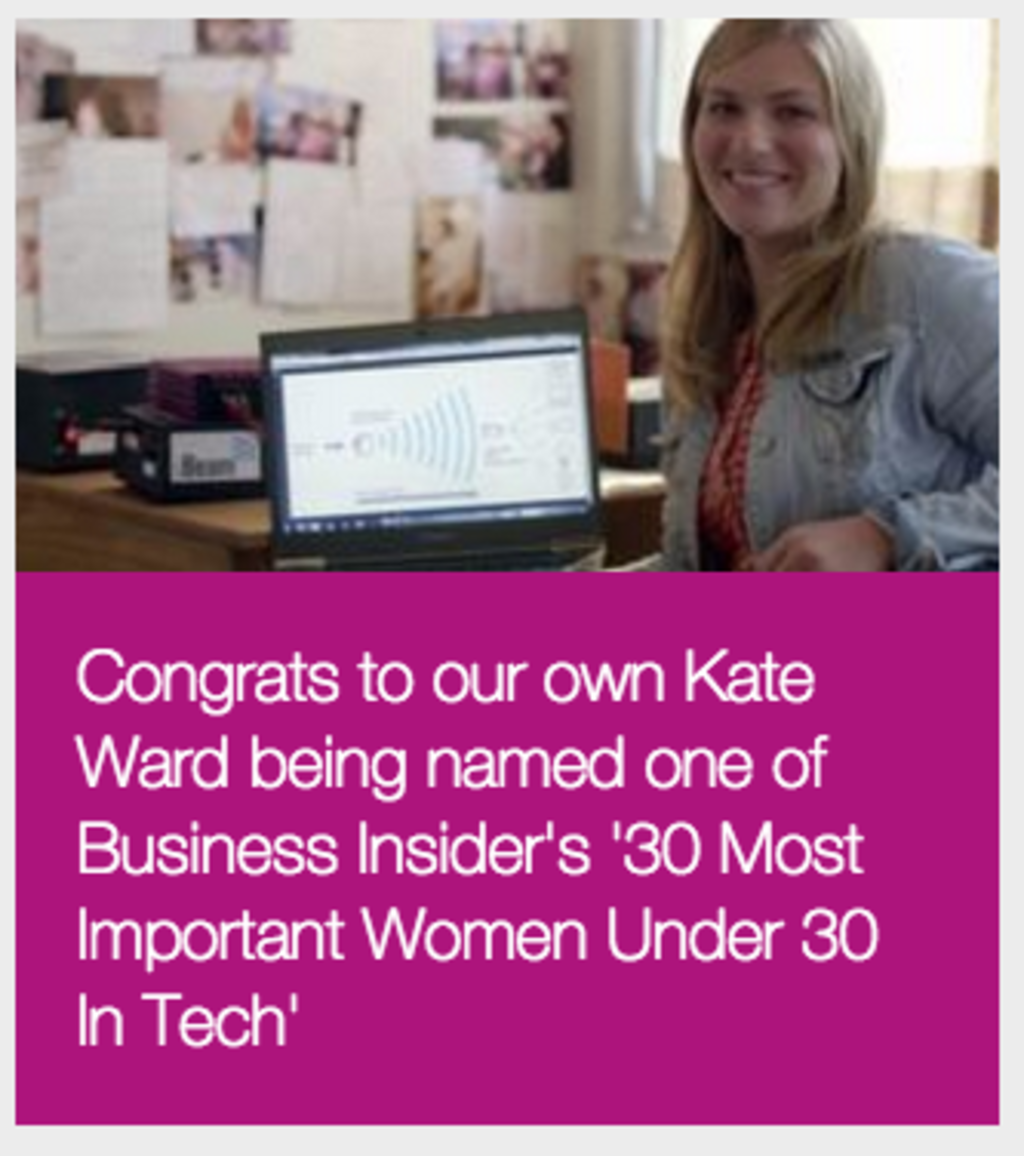 Beam
Congrats to our own Kate
Ward being named one of
Business Insider's '30 Most
Important Women Under 30
In Tech'